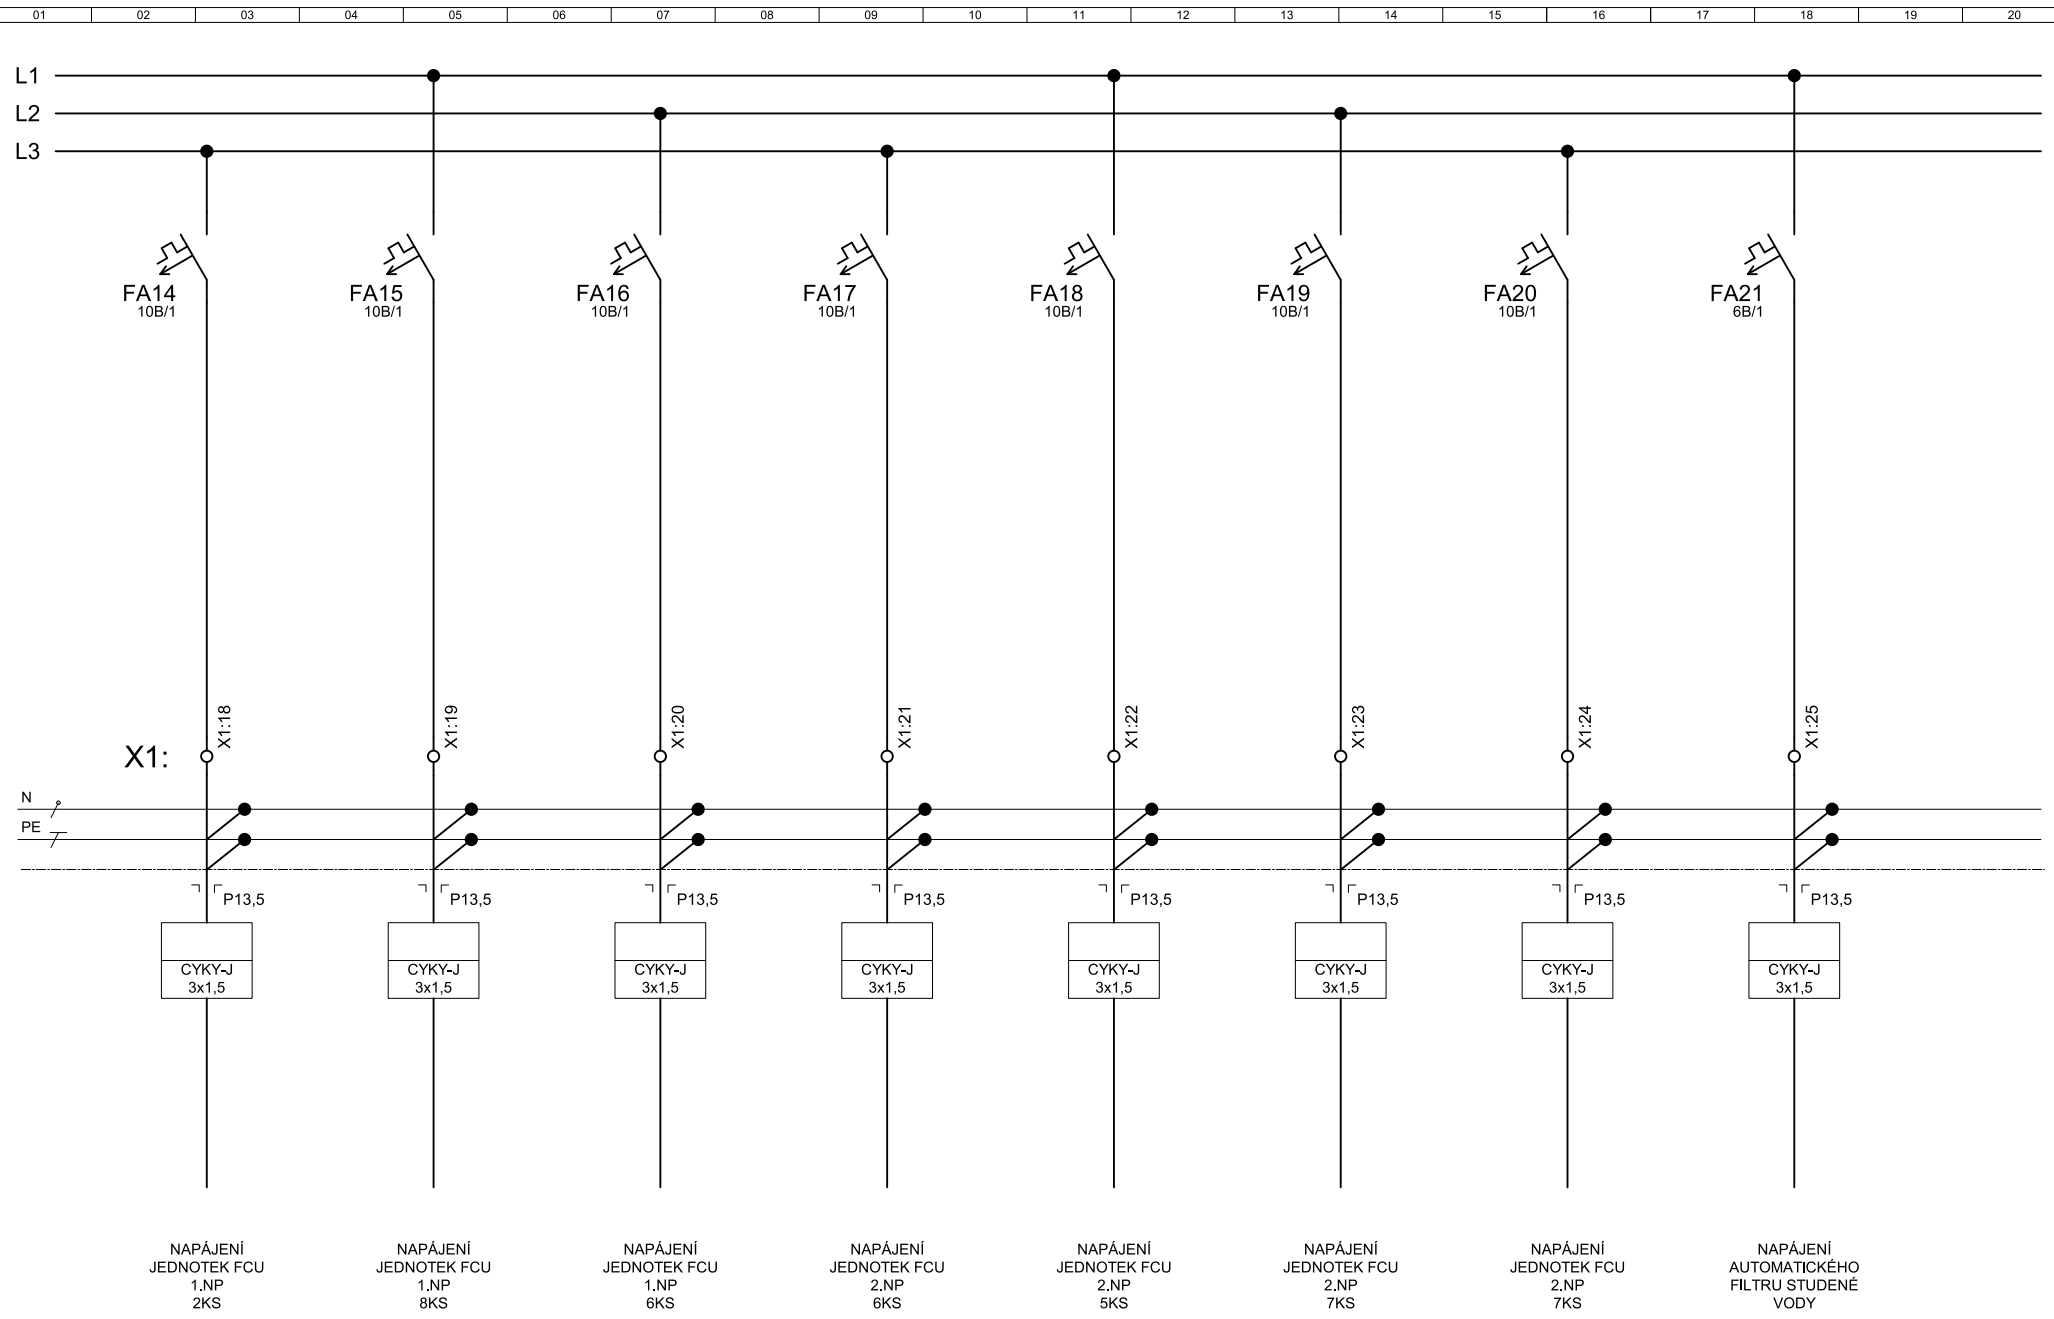 01 02 03 04 05 06 07 08 09 10 11 12 13 14 15 16 17 18 19 20
L1
L2
L3
FA14 FA15 FA16 FA17 FA18 FA19 FA20 FA21
10B/1 10B/1 10B/1 10B/1 10B/1 10B/1 10B/1 6B/1
X1:18 X1:19 X1:20 X1:21 X1:22 X1:23 X1:24 X1:25
X1:
N
PE
P13,5 P13,5 P13,5 P13,5 P13,5 P13,5 P13,5 P13,5
CYKY-J CYKY-J CYKY-J CYKY-J CYKY-J CYKY-J CYKY-J CYKY-J
3x1,5 3x1,5 3x1,5 3x1,5 3x1,5 3x1,5 3x1,5 3x1,5
NAPÁJENÍ
JEDNOTEK FCU
1.NP
2KS
NAPÁJENÍ
JEDNOTEK FCU
1.NP
8KS
NAPÁJENÍ
JEDNOTEK FCU
1.NP
6KS
NAPÁJENÍ
JEDNOTEK FCU
2.NP
6KS
NAPÁJENÍ
JEDNOTEK FCU
2.NP
5KS
NAPÁJENÍ
JEDNOTEK FCU
2.NP
7KS
NAPÁJENÍ
JEDNOTEK FCU
2.NP
7KS
NAPÁJENÍ
AUTOMATICKÉHO
FILTRU STUDENÉ
VODY